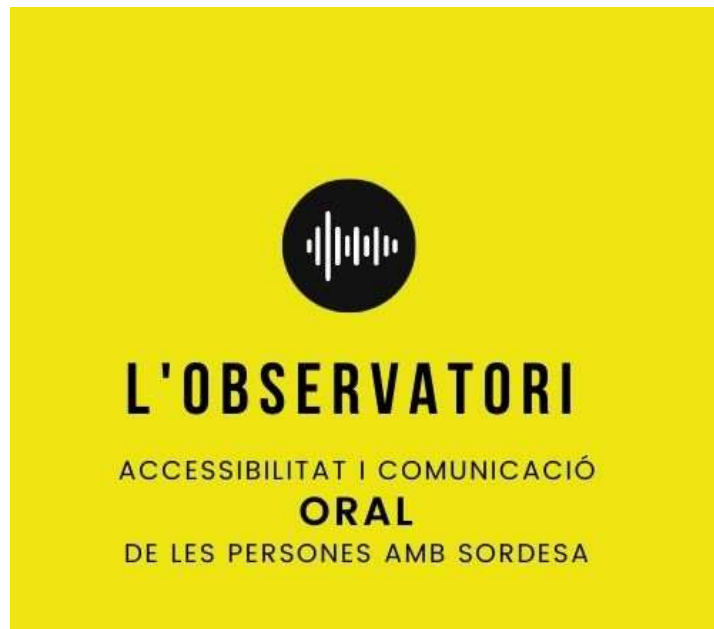 L'OBSERVATORI
ACCESSIBILITAT I COMUNICACIÓ
ORAL
DE LES PERSONES AMB SORDESA